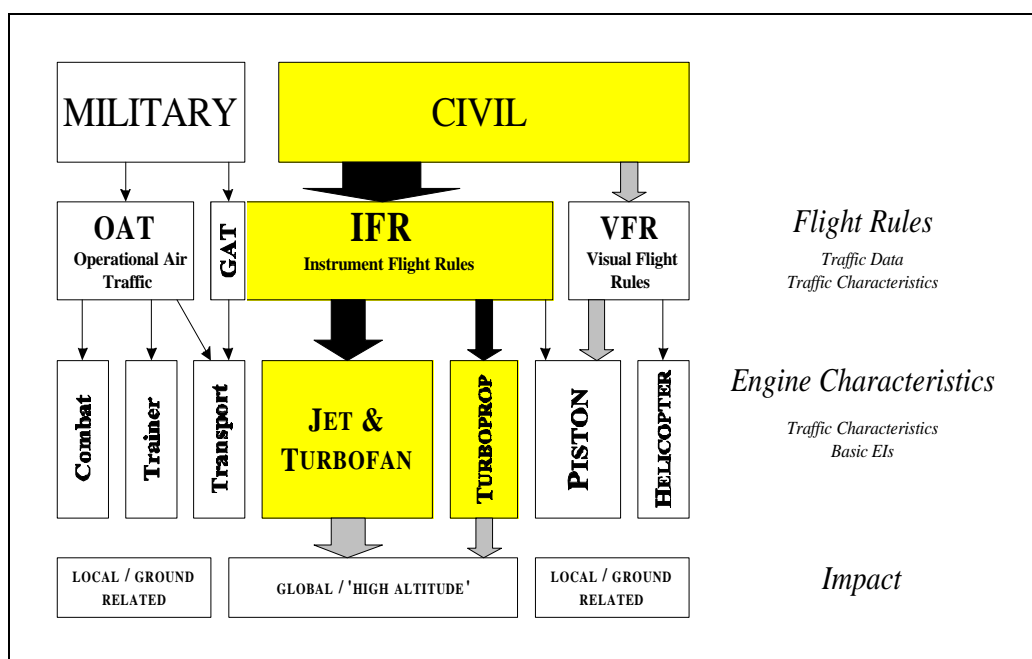 MILITARY
CIVIL
OAT
Operational Air
Traffic
GAT
IFR
Instrument Flight Rules
VFR
Visual Flight
Rules
Flight Rules
Traffic Data
Traffic Characteristics
Combat
Trainer
Transport
JET &
TURBOFAN
TURBOPROP
PISTON
HELICOPTER
Engine Characteristics
Traffic Characteristics
Basic EIs
LOCAL / GROUND
RELATED
GLOBAL / 'HIGH ALTITUDE'
LOCAL / GROUND
RELATED
Impact